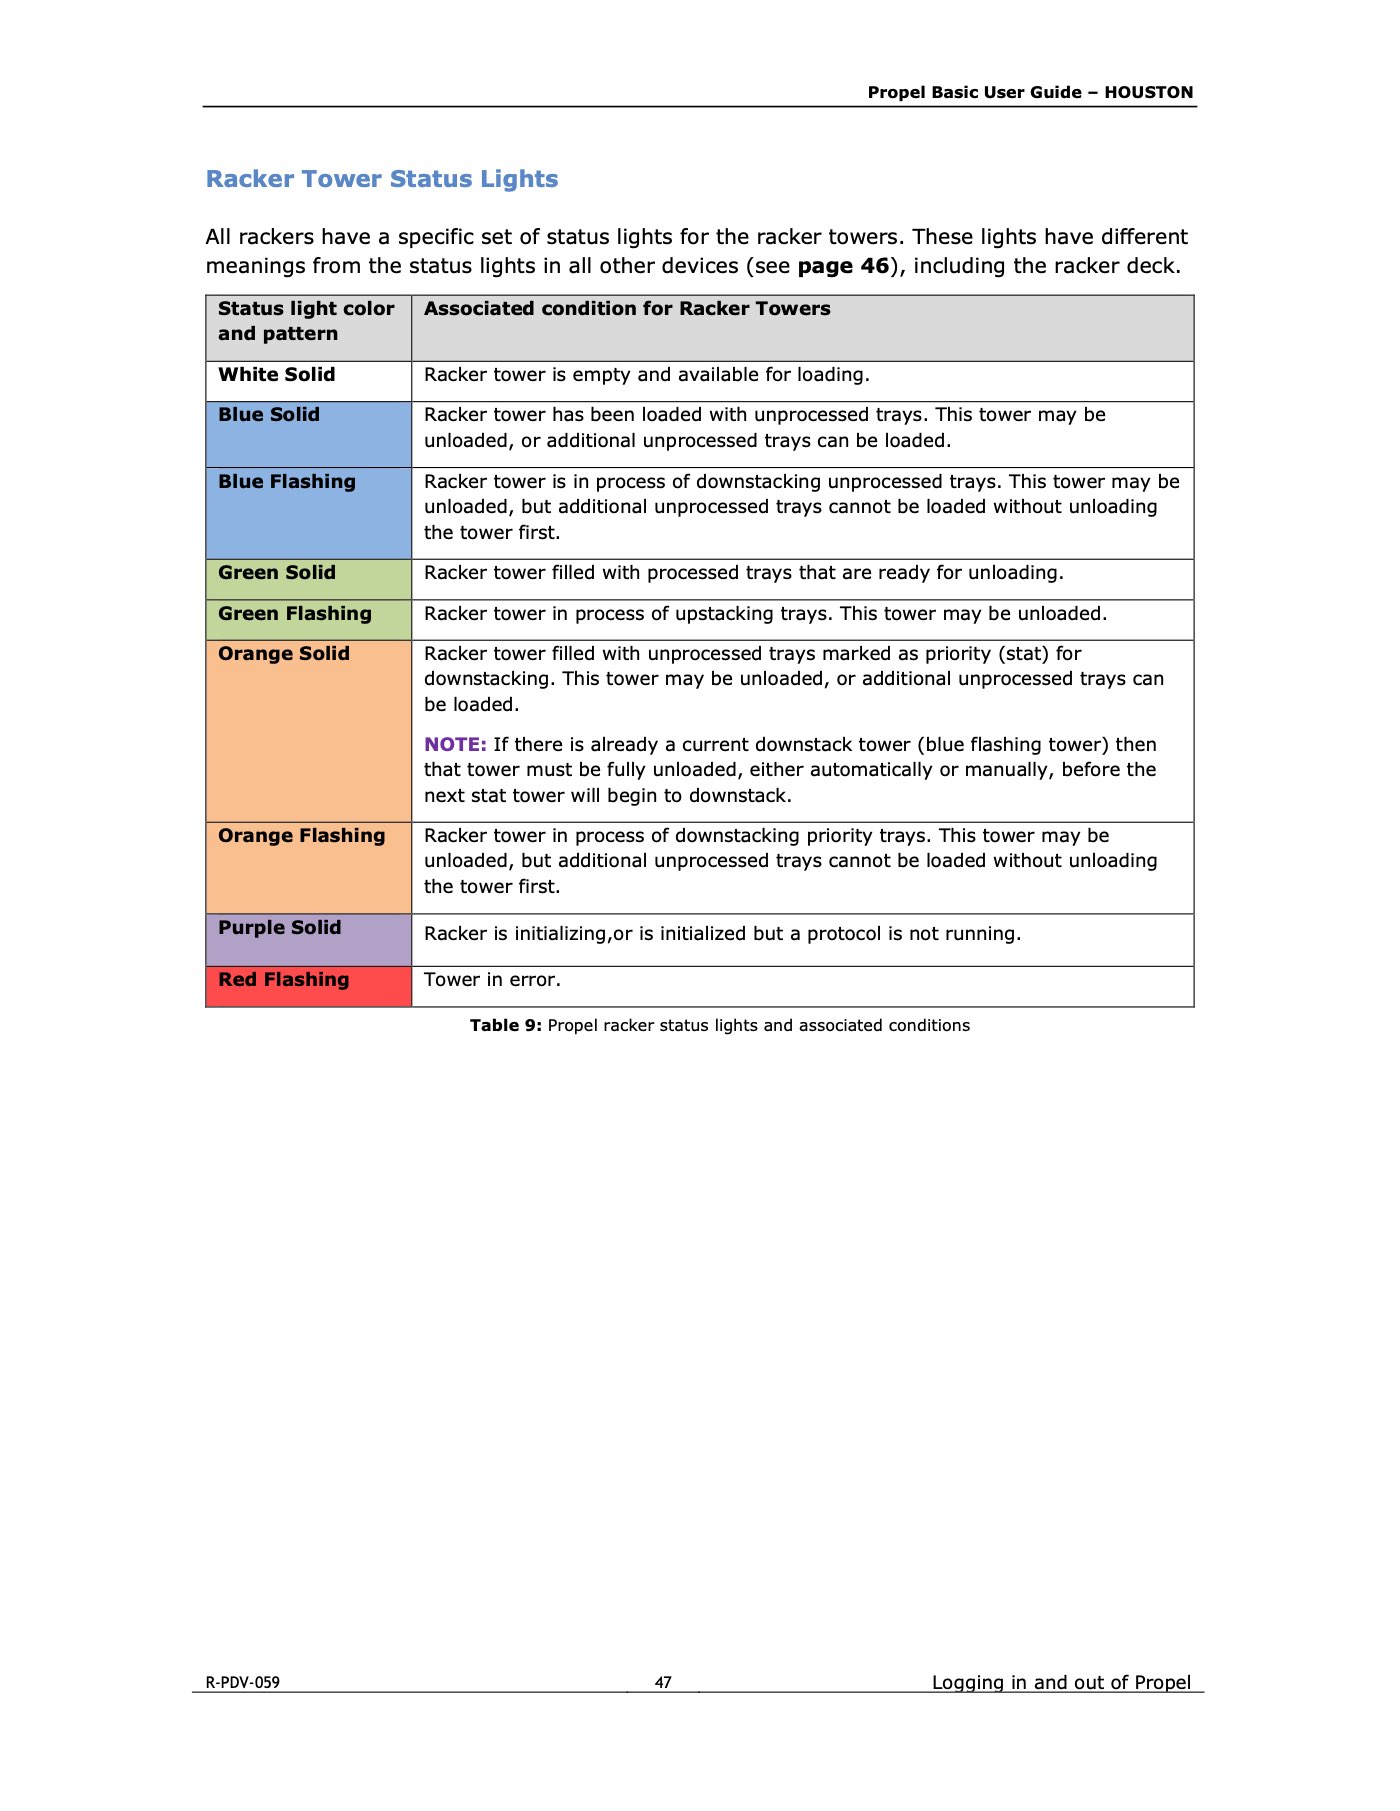 Propel Basic User Guide – HOUSTON
Racker Tower Status Lights
All rackers have a specific set of status lights for the racker towers. These lights have different
meanings from the status lights in all other devices (see page 46), including the racker deck.
Status light color
and pattern
Associated condition for Racker Towers
White Solid
Racker tower is empty and available for loading.
Blue Solid
Racker tower has been loaded with unprocessed trays. This tower may be
unloaded, or additional unprocessed trays can be loaded.
Blue Flashing
Racker tower is in process of downstacking unprocessed trays. This tower may be
unloaded, but additional unprocessed trays cannot be loaded without unloading
the tower first.
Green Solid
Racker tower filled with processed trays that are ready for unloading.
Green Flashing
Racker tower in process of upstacking trays. This tower may be unloaded.
Orange Solid
Racker tower filled with unprocessed trays marked as priority (stat) for
downstacking. This tower may be unloaded, or additional unprocessed trays can
be loaded.
NOTE: If there is already a current downstack tower (blue flashing tower) then
that tower must be fully unloaded, either automatically or manually, before the
next stat tower will begin to downstack.
Orange Flashing
Racker tower in process of downstacking priority trays. This tower may be
unloaded, but additional unprocessed trays cannot be loaded without unloading
the tower first.
Purple Solid
Racker is initializing,or is initialized but a protocol is not running.
Red Flashing
Tower in error.
Table 9: Propel racker status lights and associated conditions
R-PDV-059
47
Logging in and out of Propel